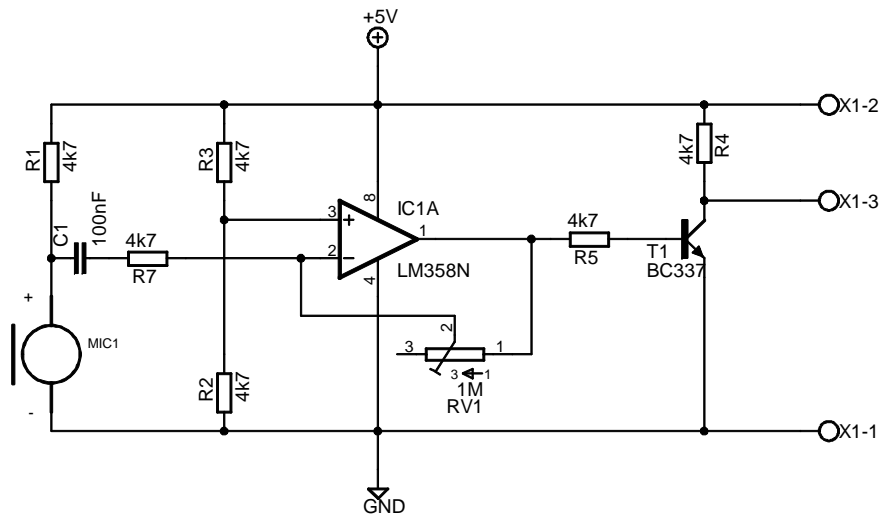 +5V
X1-2
R1
4k7
R3
4k7
4k7
R4
8
IC1A
X1-3
C1
100nF
3
+
1
4k7
4k7
2
−
R7
4
LM358N
R5
T1
BC337
+
MIC1
2
3
1
3
1
1M
RV1
R2
4k7
-
X1-1
GND